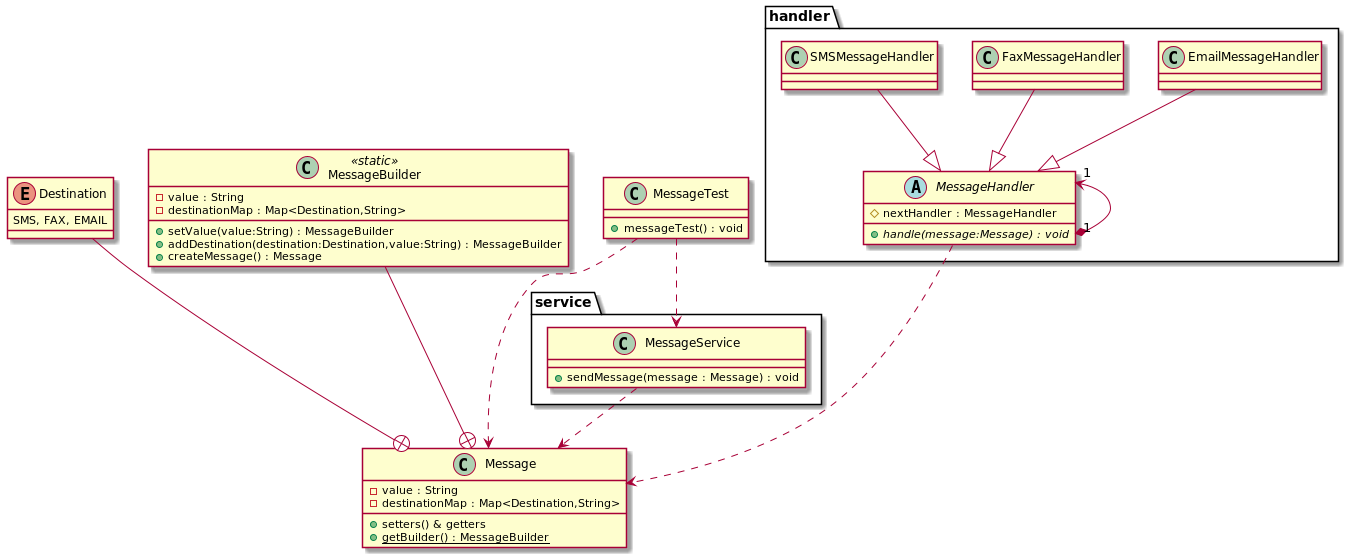 handler
C SMSMessageHandler
C FaxMessageHandler
C EmailMessageHandler
A MessageHandler
nextHandler : MessageHandler
handle(message:Message) : void
1
1
E Destination
SMS, FAX, EMAIL
C «static»
MessageBuilder
value : String
destinationMap : Map<Destination,String>
setValue(value:String) : MessageBuilder
addDestination(destination:Destination,value:String) : MessageBuilder
createMessage() : Message
C MessageTest
messageTest() : void
service
C MessageService
sendMessage(message : Message) : void
C Message
value : String
destinationMap : Map<Destination,String>
setters() & getters
getBuilder() : MessageBuilder